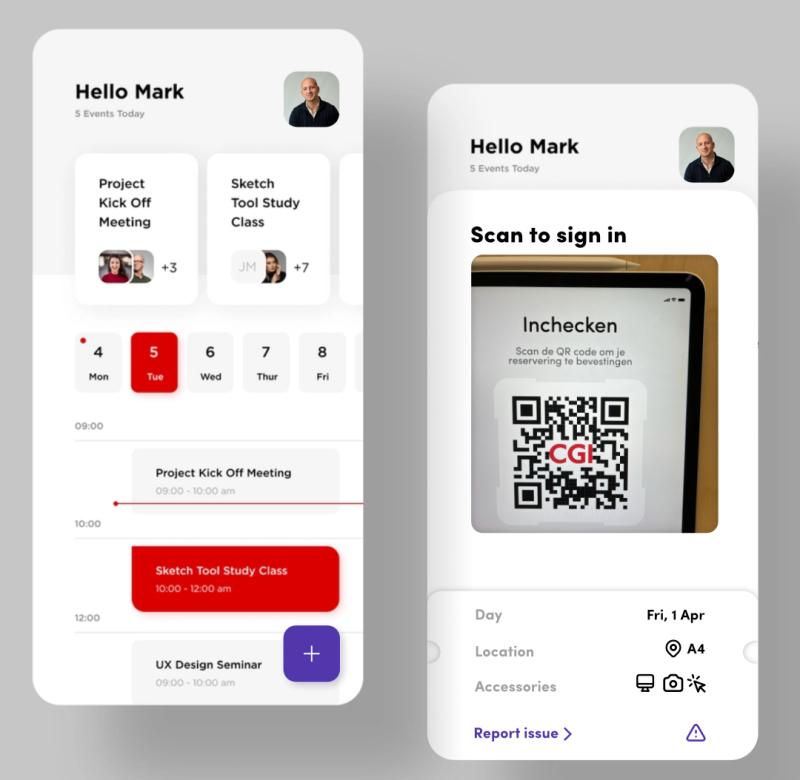 Hello Mark
5 Events Today
Project
Kick Off
Meeting
+3
Sketch
Tool Study
Class
JM
+7
4
Mon
5
Tue
6
Wed
7
Thur
8
Fri
09:00
Project Kick Off Meeting
09:00 - 10:00 am
10:00
Sketch Tool Study Class
10:00 - 12:00 am
12:00
UX Design Seminar
09:00 - 10:00 am
+
Hello Mark
5 Events Today
Scan to sign in
Inchecken
Scan de QR code om je
reservering te bevestingen
CGI
Day
Fri, 1 Apr
Location
A4
Accessories
Report issue >